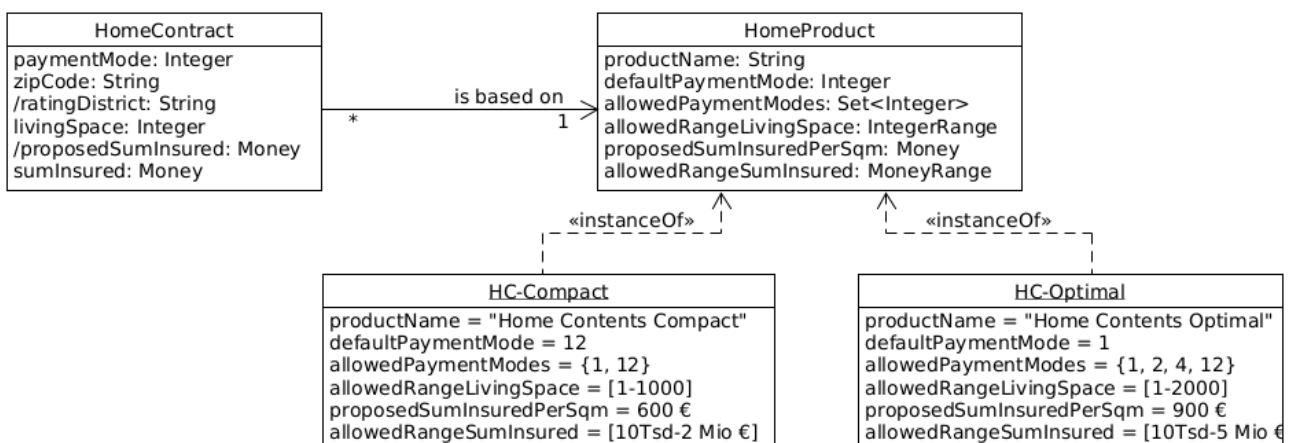 HomeContract
paymentMode: Integer
zipCode: String
/ratingDistrict: String
livingSpace: Integer
/proposedSumInsured: Money
sumInsured: Money
is based on
*
1
HomeProduct
productName: String
defaultPaymentMode: Integer
allowedPaymentModes: Set<Integer>
allowedRangeLivingSpace: IntegerRange
proposedSumInsuredPerSqm: Money
allowedRangeSumInsured: MoneyRange
«instanceOf»
«instanceOf»
HC-Compact
productName = "Home Contents Compact"
defaultPaymentMode = 12
allowedPaymentModes = {1, 12}
allowedRangeLivingSpace = [1-1000]
proposedSumInsuredPerSqm = 600 €
allowedRangeSumInsured = [10Tsd-2 Mio €]
HC-Optimal
productName = "Home Contents Optimal"
defaultPaymentMode = 1
allowedPaymentModes = {1, 2, 4, 12}
allowedRangeLivingSpace = [1-2000]
proposedSumInsuredPerSqm = 900 €
allowedRangeSumInsured = [10Tsd-5 Mio €